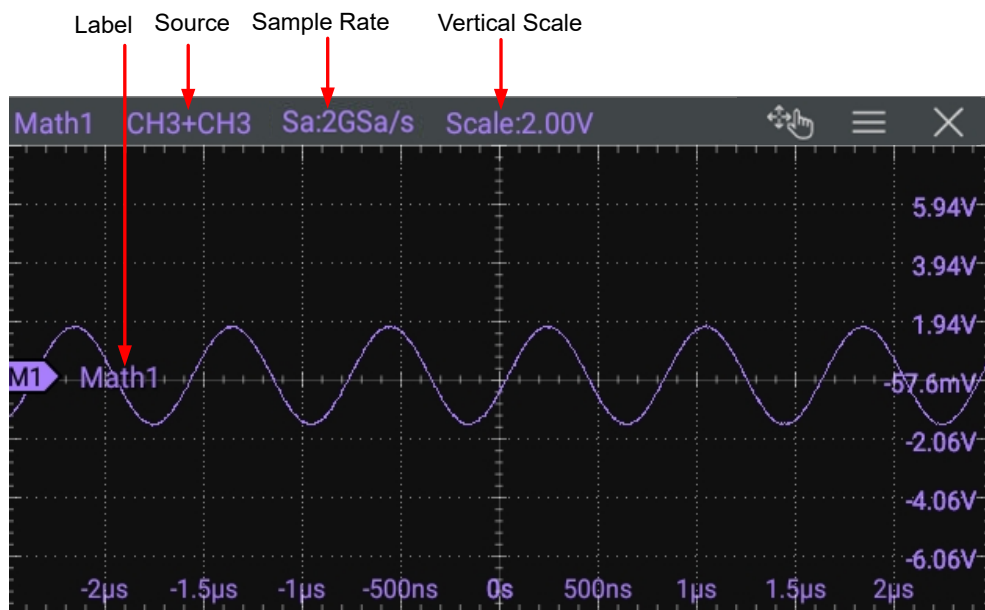 Label Source Sample Rate Vertical Scale
Math1 CH3+CH3 Sa:2GSa/s Scale:2.00V
5.94V
3.94V
1.94V
M1 Math1 -57.6mV
-2.06V
-4.06V
-6.06V
-2µs -1.5µs -1µs -500ns 0s 500ns 1µs 1.5µs 2µs